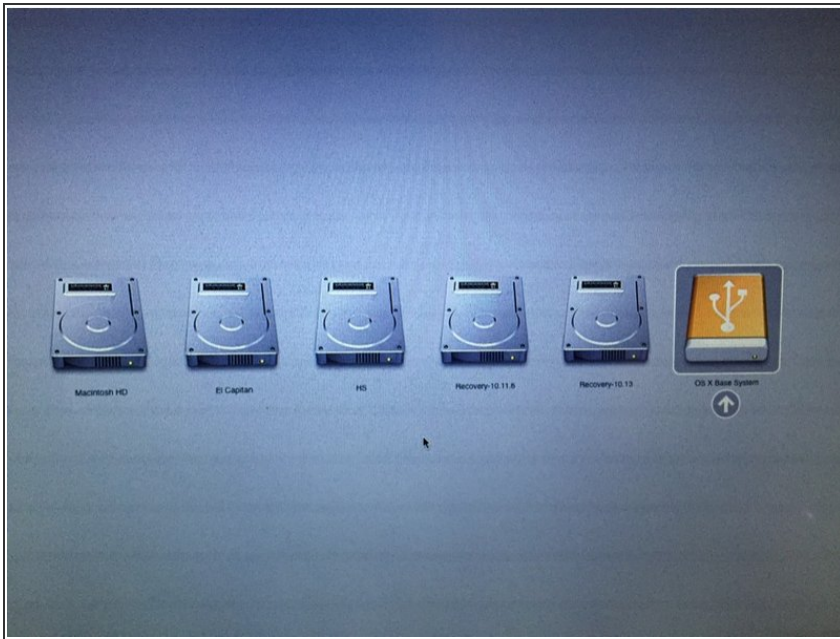 Macintosh HD
El Capitan
HS
Recovery-10.11.6
Recovery-10.13
OS X Base System